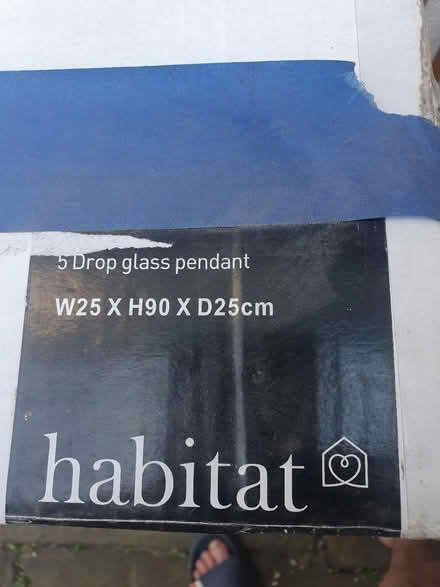 5 Drop glass pendant
W25 X H90 X D25cm
habitat